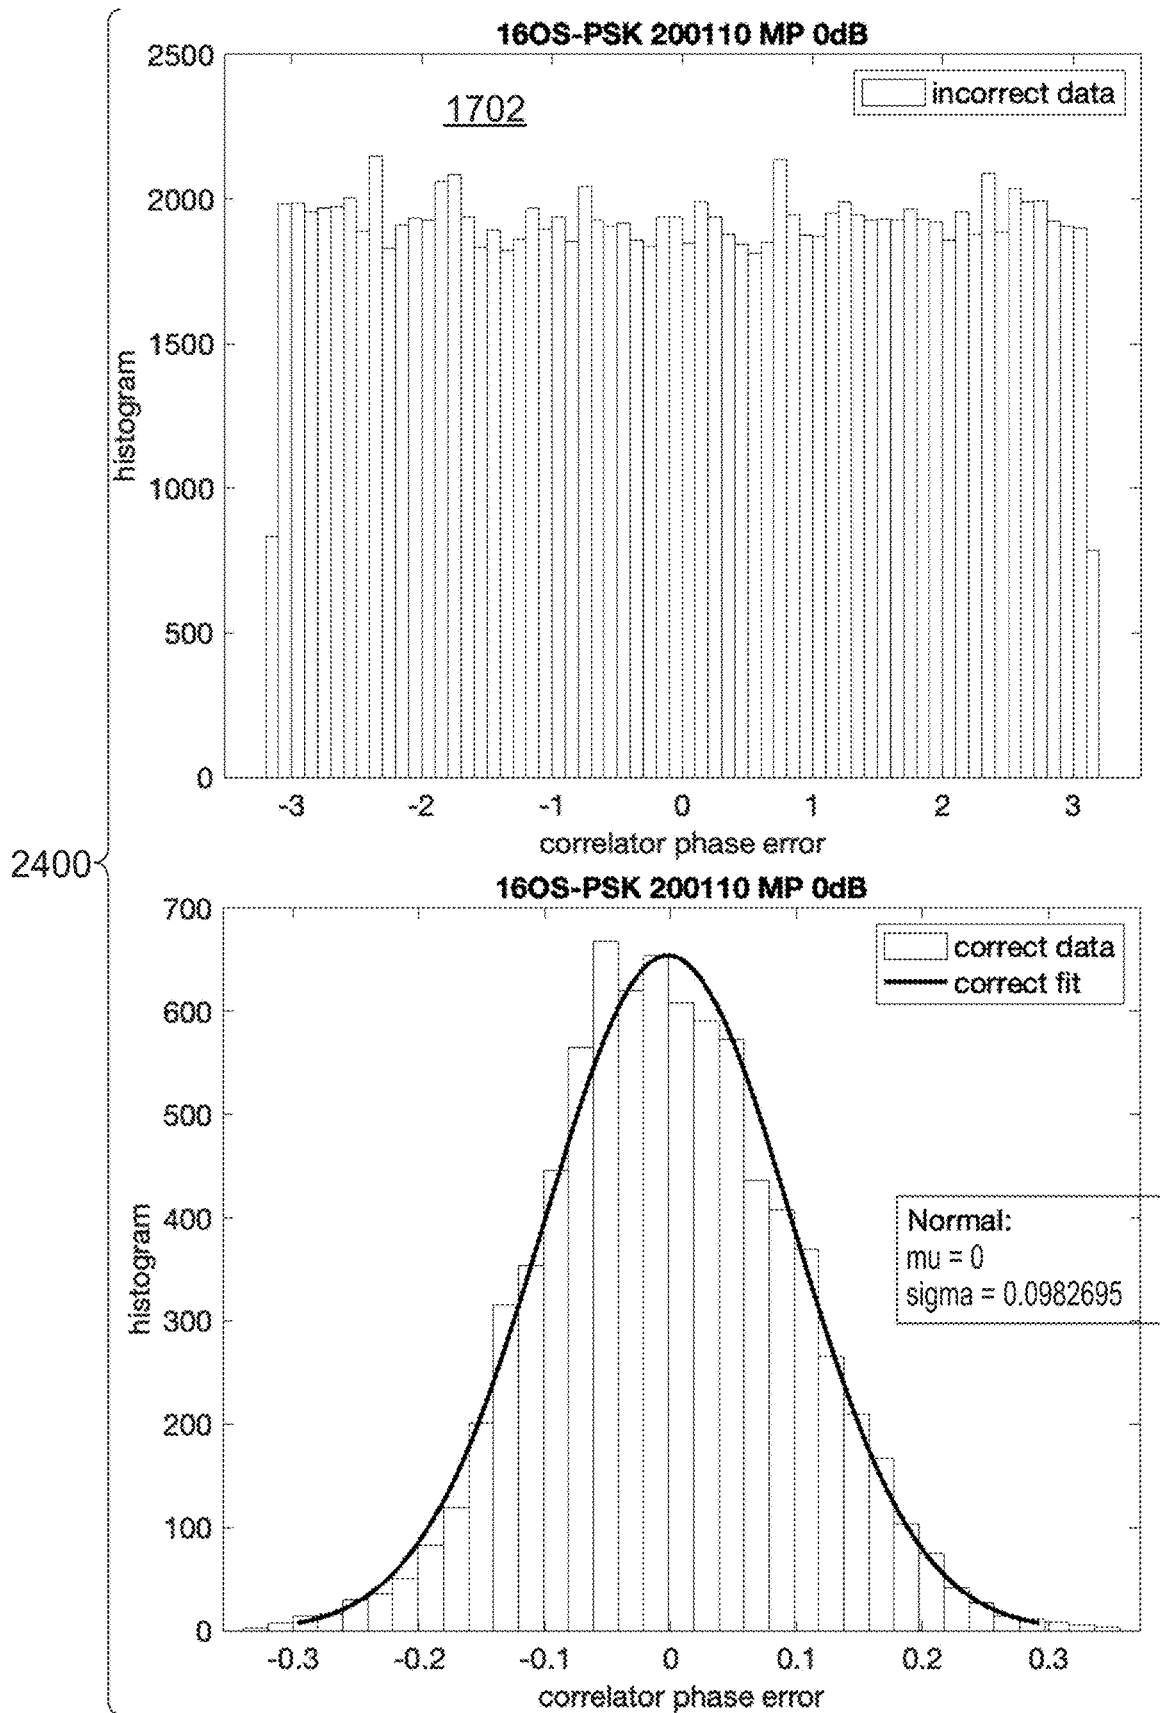 16OS-PSK 200110 MP 0dB
2500
2000
1500
1000
500
0
histogram
1702
incorrect data
-3 -2 -1 0 1 2 3
correlator phase error
2400
16OS-PSK 200110 MP 0dB
700
600
500
400
300
200
100
0
histogram
correct data
correct fit
Normal:
mu = 0
sigma = 0.0982695
-0.3 -0.2 -0.1 0 0.1 0.2 0.3
correlator phase error